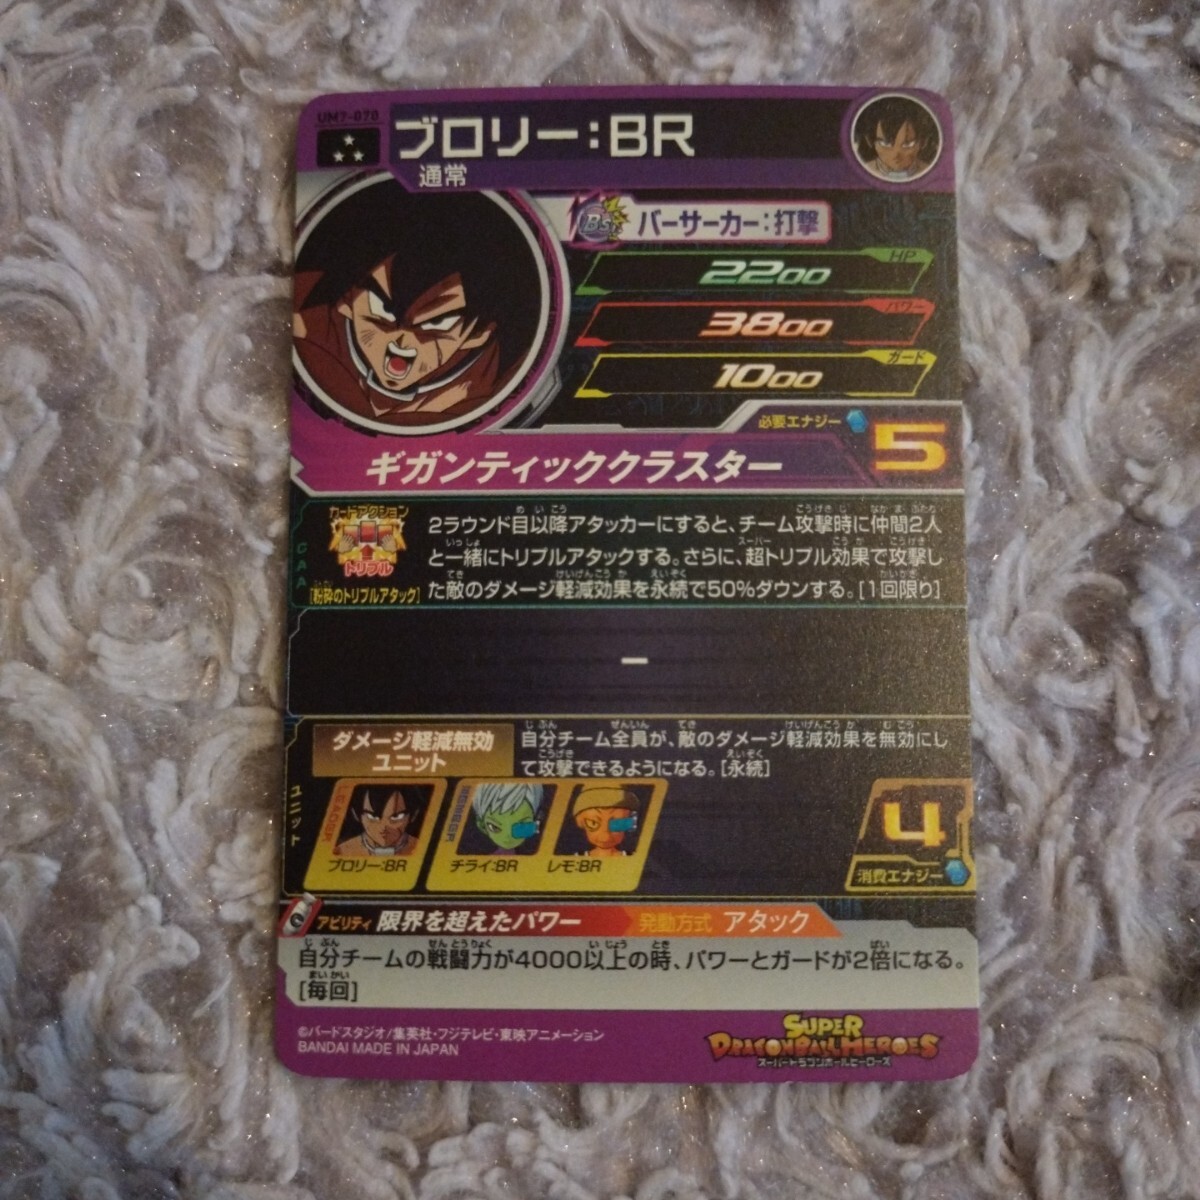 UM7-070
ブロリー:BR
通常
Bs バーサーカー:打撃
HP
2200
パワー
3800
ガード
1000
必要エナジー 5
ギガンティッククラスター
CAA
カードアクション
トリプル
[粉砕のトリプルアタック]
2ラウンド目以降アタッカーにすると、チーム攻撃時に仲間2人
と一緒にトリプルアタックする。さらに、超トリプル効果で攻撃し
た敵のダメージ軽減効果を永続で50%ダウンする。[1回限り]
ー
ユニット
ダメージ軽減無効
ユニット
自分チーム全員が、敵のダメージ軽減効果を無効にし
て攻撃できるようになる。[永続]
ブロリー:BR
チライ:BR
レモ:BR
4
消費エナジー
アビリティ 限界を超えたパワー 発動方式 アタック
自分チームの戦闘力が4000以上の時、パワーとガードが2倍になる。
[毎回]
©バードスタジオ/集英社・フジテレビ・東映アニメーション
BANDAI MADE IN JAPAN
SUPER
DRAGONBALL HEROES
スーパードラゴンボールヒーローズ